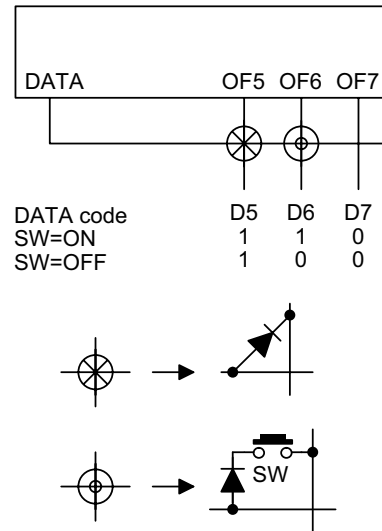 DATA OF5 OF6 OF7
DATA code D5 D6 D7
SW=ON 1 1 0
SW=OFF 1 0 0
SW